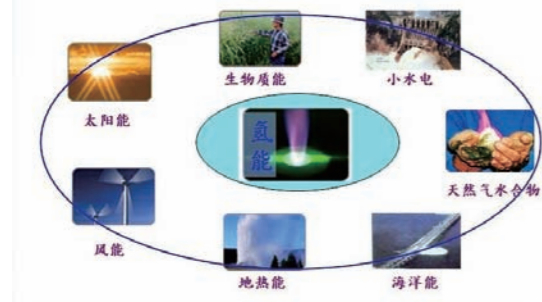 生物质能
小水电
太阳能
氢能
天然气水合物
风能
地热能
海洋能